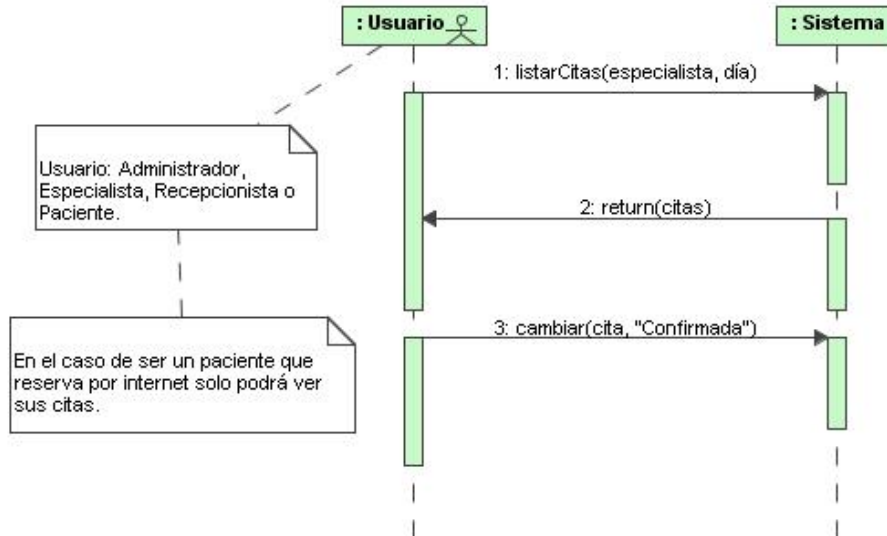 : Usuario
: Sistema
1: listarCitas(especialista, día)
Usuario: Administrador,
Especialista, Recepcionista o
Paciente.
2: return(citas)
3: cambiar(cita, "Confirmada")
En el caso de ser un paciente que
reserva por internet solo podrá ver
sus citas.